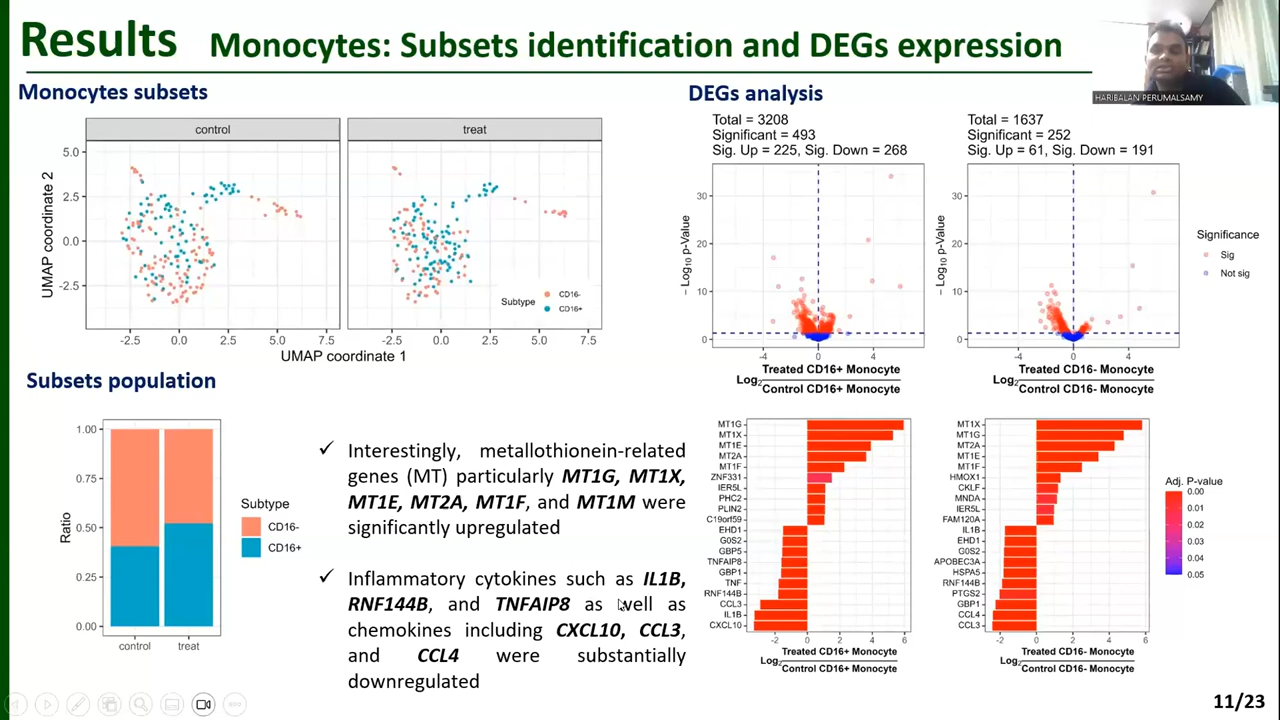 Results Monocytes: Subsets identification and DEGs expression
HARIBALAN PERUMALSAMY
Monocytes subsets
control
treat
5.0
2.5
0.0
-2.5
UMAP coordinate 2
-2.5 0.0 2.5 5.0 7.5
-2.5 0.0 2.5 5.0 7.5
UMAP coordinate 1
Subtype
CD16-
CD16+
Subsets population
1.00
0.75
0.50
0.25
0.00
Ratio
control treat
Subtype
CD16-
CD16+
✓ Interestingly, metallothionein-related
genes (MT) particularly MT1G, MT1X,
MT1E, MT2A, MT1F, and MT1M were
significantly upregulated
✓ Inflammatory cytokines such as IL1B,
RNF144B, and TNFAIP8 as well as
chemokines including CXCL10, CCL3,
and CCL4 were substantially
downregulated
DEGs analysis
Total = 3208
Significant = 493
Sig. Up = 225, Sig. Down = 268
30
20
10
0
– Log10 p-Value
-4 0 4
Log2 Treated CD16+ Monocyte
Control CD16+ Monocyte
Total = 1637
Significant = 252
Sig. Up = 61, Sig. Down = 191
30
20
10
0
– Log10 p-Value
-4 0 4
Log2 Treated CD16- Monocyte
Control CD16- Monocyte
Significance
Sig
Not sig
MT1G
MT1X
MT1E
MT2A
MT1F
ZNF331
IER5L
PHC2
PLIN2
C19orf59
EHD1
G0S2
GBP5
TNFAIP8
GBP1
TNF
RNF144B
CCL3
IL1B
CXCL10
-2 0 2 4 6
Log2 Treated CD16+ Monocyte
Control CD16+ Monocyte
MT1X
MT1G
MT2A
MT1E
MT1F
HMOX1
CKLF
MNDA
IER5L
FAM120A
IL1B
EHD1
G0S2
APOBEC3A
HSPA5
RNF144B
PTGS2
GBP1
CCL4
CCL3
-2 0 2 4 6
Log2 Treated CD16- Monocyte
Control CD16- Monocyte
Adj. P-value
0.00
0.01
0.02
0.03
0.04
0.05
11/23